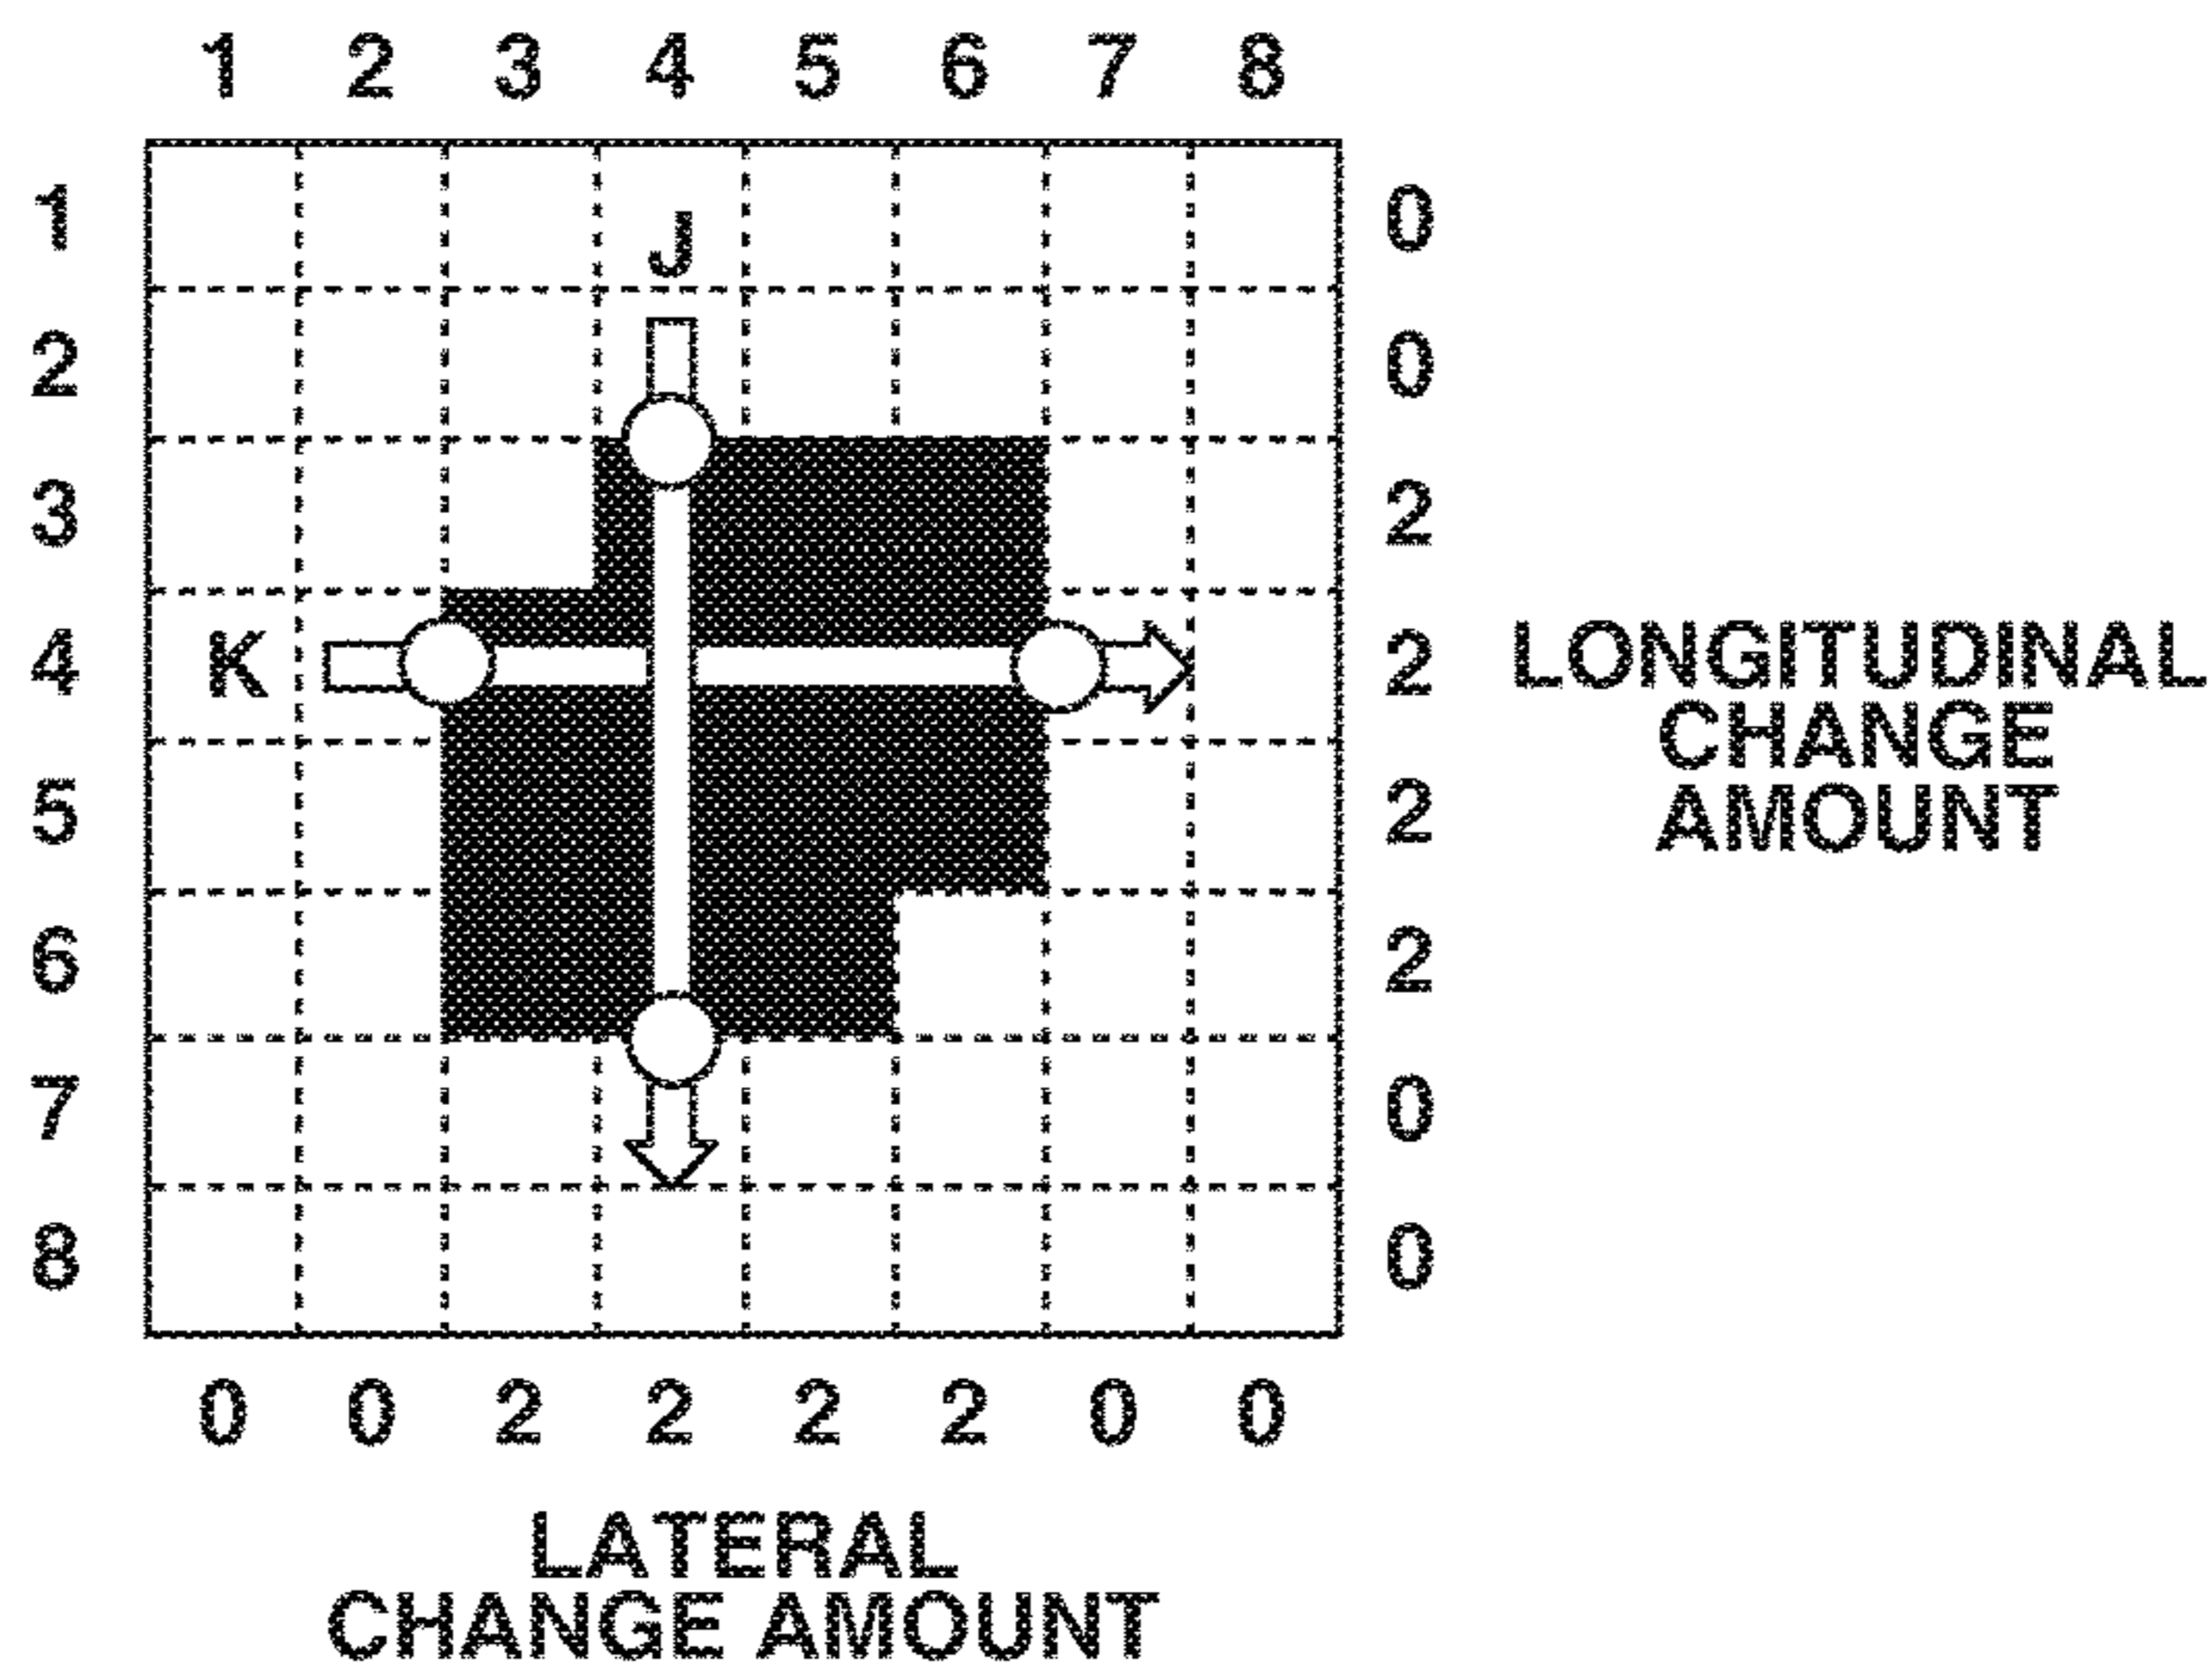 1 2 3 4 5 6 7 8
1 J 0
2 0
3 2
4 K 2 LONGITUDINAL
CHANGE
5 2 AMOUNT
6 2
7 0
8 0
0 0 2 2 2 2 0 0
LATERAL
CHANGE AMOUNT